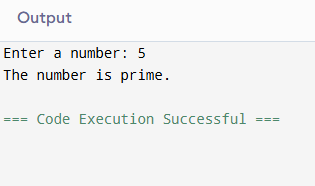 Output
Enter a number: 5
The number is prime.
=== Code Execution Successful ===